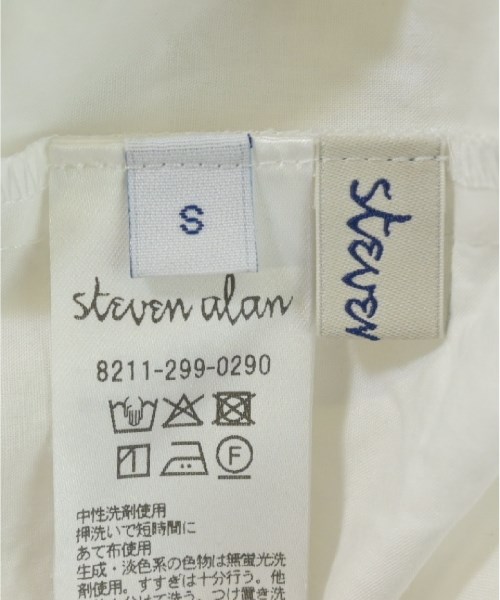 S
steven
steven alan
8211-299-0290
F
中性洗剤使用
押洗いで短時間に
あて布使用
生成・淡色系の色物は無蛍光洗
剤使用。すすぎは十分行う。他